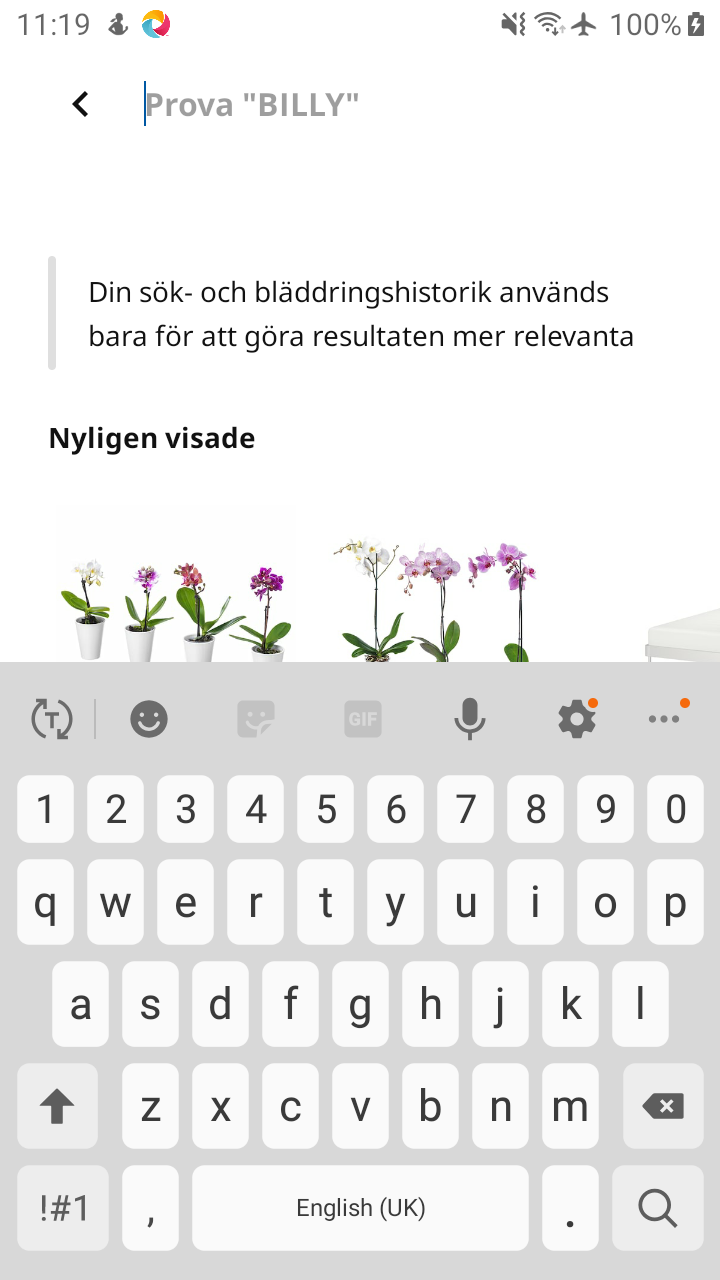 11:19
100%
Prova "BILLY"
Din sök- och bläddringshistorik används
bara för att göra resultaten mer relevanta
Nyligen visade
T
GIF
1 2 3 4 5 6 7 8 9 0
q w e r t y u i o p
a s d f g h j k l
z x c v b n m
!#1 , English (UK) .